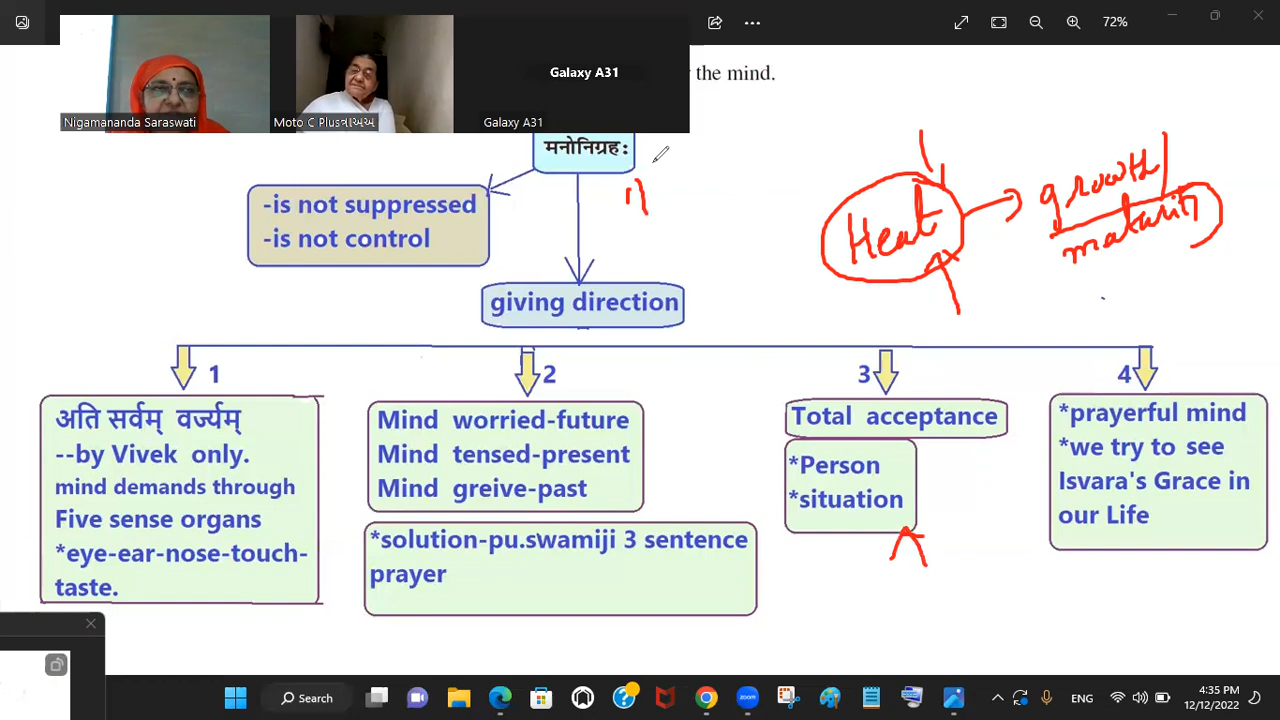 72%
the mind.
Galaxy A31
Nigamananda Saraswati
Moto C Plusત્રાઅઅ
Galaxy A31
मनोनिग्रहः
-is not suppressed
-is not control
Heat
growth
maturity
giving direction
1
2
3
4
अति सर्वम् वर्ज्यम्
--by Vivek only.
mind demands through
Five sense organs
*eye-ear-nose-touch-
taste.
Mind worried-future
Mind tensed-present
Mind greive-past
*solution-pu.swamiji 3 sentence
prayer
Total acceptance
*Person
*situation
*prayerful mind
*we try to see
Isvara's Grace in
our Life
Search
zoom
ENG
4:35 PM
12/12/2022